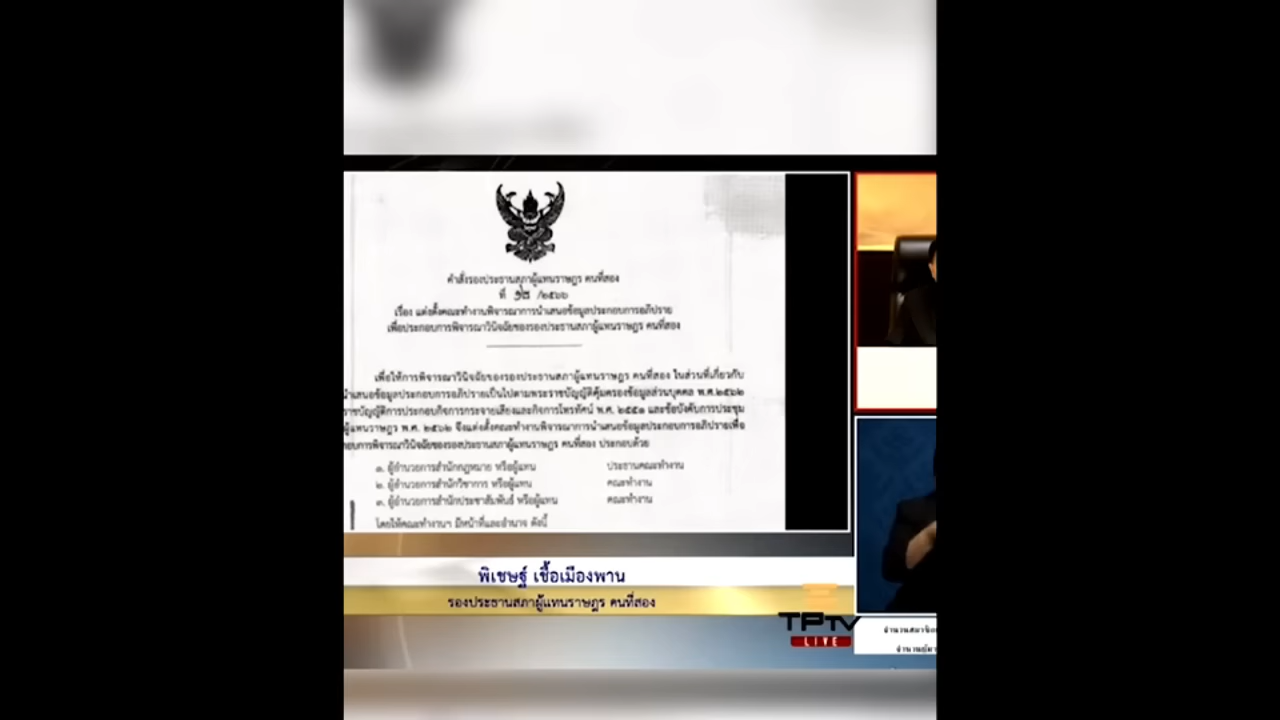 คำสั่งรองประธานสภาผู้แทนราษฎร คนที่สอง
ที่ ๑๘ /๒๕๖๖
เรื่อง แต่งตั้งคณะทำงานพิจารณาการนำเสนอข้อมูลประกอบการอภิปราย
เพื่อประกอบการพิจารณาวินิจฉัยของรองประธานสภาผู้แทนราษฎร คนที่สอง
เพื่อให้การพิจารณาวินิจฉัยของรองประธานสภาผู้แทนราษฎร คนที่สอง ในส่วนที่เกี่ยวกับ
นำเสนอข้อมูลประกอบการอภิปรายเป็นไปตามพระราชบัญญัติคุ้มครองข้อมูลส่วนบุคคล พ.ศ.๒๕๖๒
ราชบัญญัติการประกอบกิจการกระจายเสียงและกิจการโทรทัศน์ พ.ศ. ๒๕๕๑ และข้อบังคับการประชุม
ผู้แทนราษฎร พ.ศ. ๒๕๖๒ จึงแต่งตั้งคณะทำงานพิจารณาการนำเสนอข้อมูลประกอบการอภิปรายเพื่อ
กอบการพิจารณาวินิจฉัยของรองประธานสภาผู้แทนราษฎร คนที่สอง ประกอบด้วย
๑. ผู้อำนวยการสำนักกฎหมาย หรือผู้แทน ประธานคณะทำงาน
๒. ผู้อำนวยการสำนักวิชาการ หรือผู้แทน คณะทำงาน
๓. ผู้อำนวยการสำนักประชาสัมพันธ์ หรือผู้แทน คณะทำงาน
โดยให้คณะทำงานฯ มีหน้าที่และอำนาจ ดังนี้
พิเชษฐ์ เชื้อเมืองพาน
รองประธานสภาผู้แทนราษฎร คนที่สอง
TPTV
LIVE
จำนวนสมาชิก